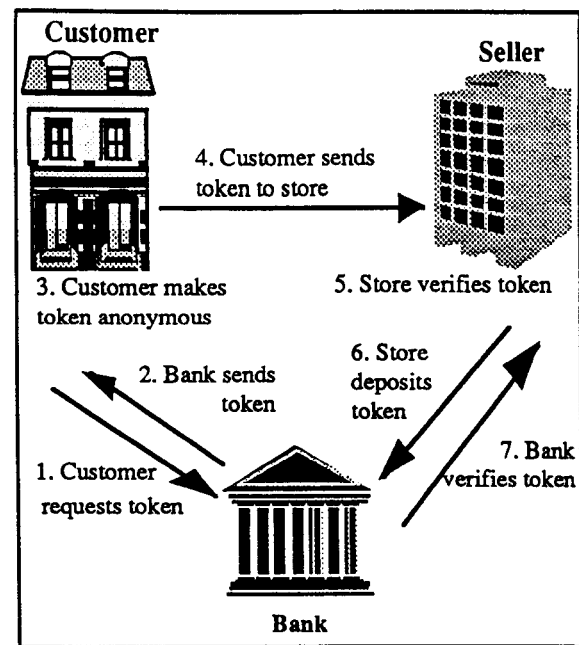 Customer
Seller
4. Customer sends
token to store
3. Customer makes
token anonymous
5. Store verifies token
2. Bank sends
token
6. Store
deposits
token
1. Customer
requests token
7. Bank
verifies token
Bank